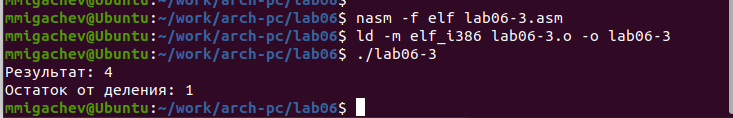 mmigachev@Ubuntu:~/work/arch-pc/lab06$ nasm -f elf lab06-3.asm
mmigachev@Ubuntu:~/work/arch-pc/lab06$ ld -m elf_i386 lab06-3.o -o lab06-3
mmigachev@Ubuntu:~/work/arch-pc/lab06$ ./lab06-3
Результат: 4
Остаток от деления: 1
mmigachev@Ubuntu:~/work/arch-pc/lab06$